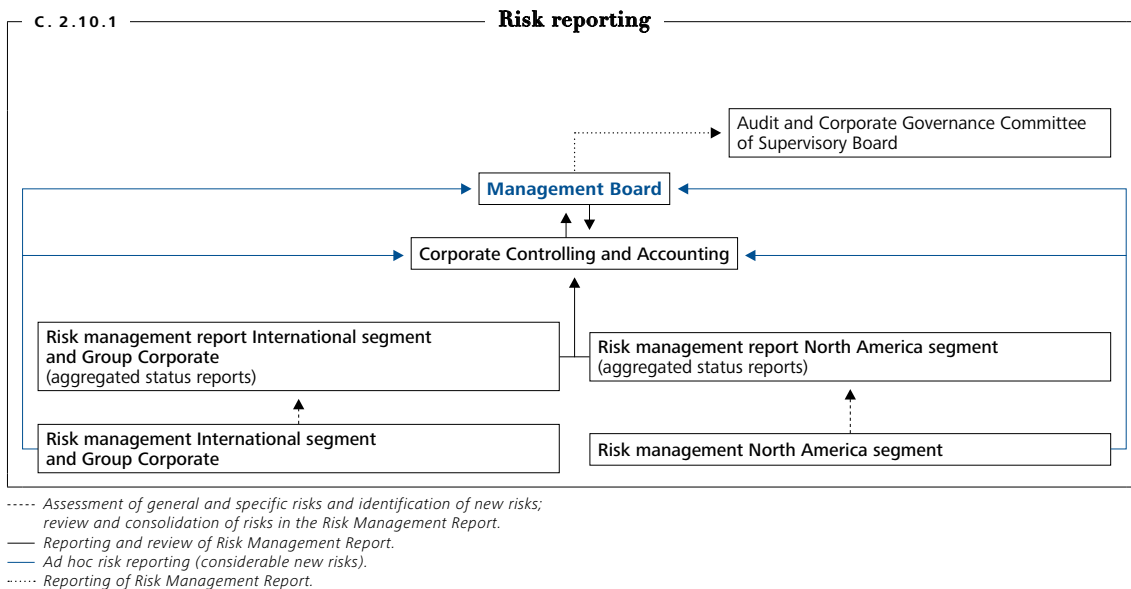 C. 2.10.1
Risk reporting
Audit and Corporate Governance Committee
of Supervisory Board
Management Board
Corporate Controlling and Accounting
Risk management report International segment
and Group Corporate
(aggregated status reports)
Risk management report North America segment
(aggregated status reports)
Risk management International segment
and Group Corporate
Risk management North America segment
Assessment of general and specific risks and identification of new risks;
review and consolidation of risks in the Risk Management Report.
Reporting and review of Risk Management Report.
Ad hoc risk reporting (considerable new risks).
Reporting of Risk Management Report.